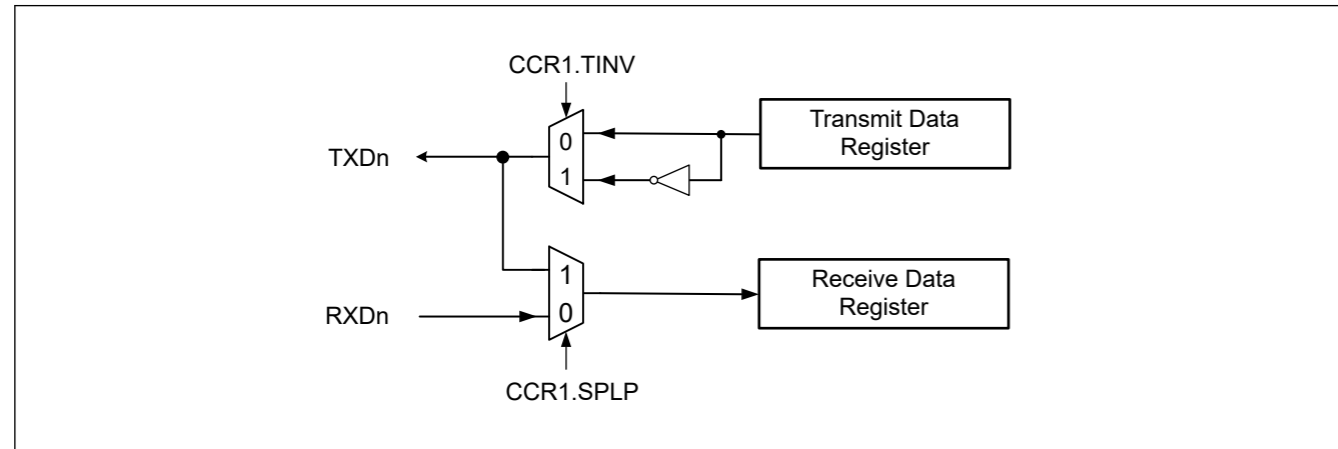 CCR1.TINV
Transmit Data
Register
0
1
TXDn
Receive Data
Register
1
0
RXDn
CCR1.SPLP